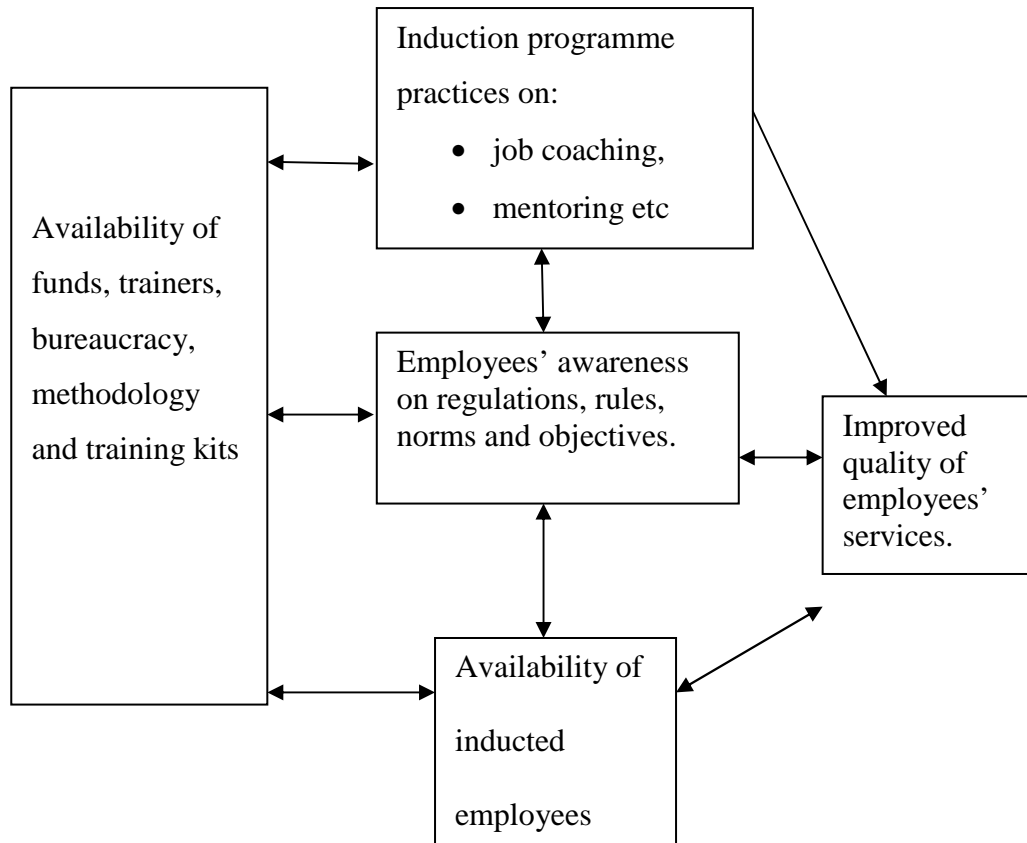 Induction programme
practices on:
• job coaching,
• mentoring etc
Availability of
funds, trainers,
bureaucracy,
methodology
and training kits
Employees’ awareness
on regulations, rules,
norms and objectives.
Improved
quality of
employees’
services.
Availability of
inducted
employees